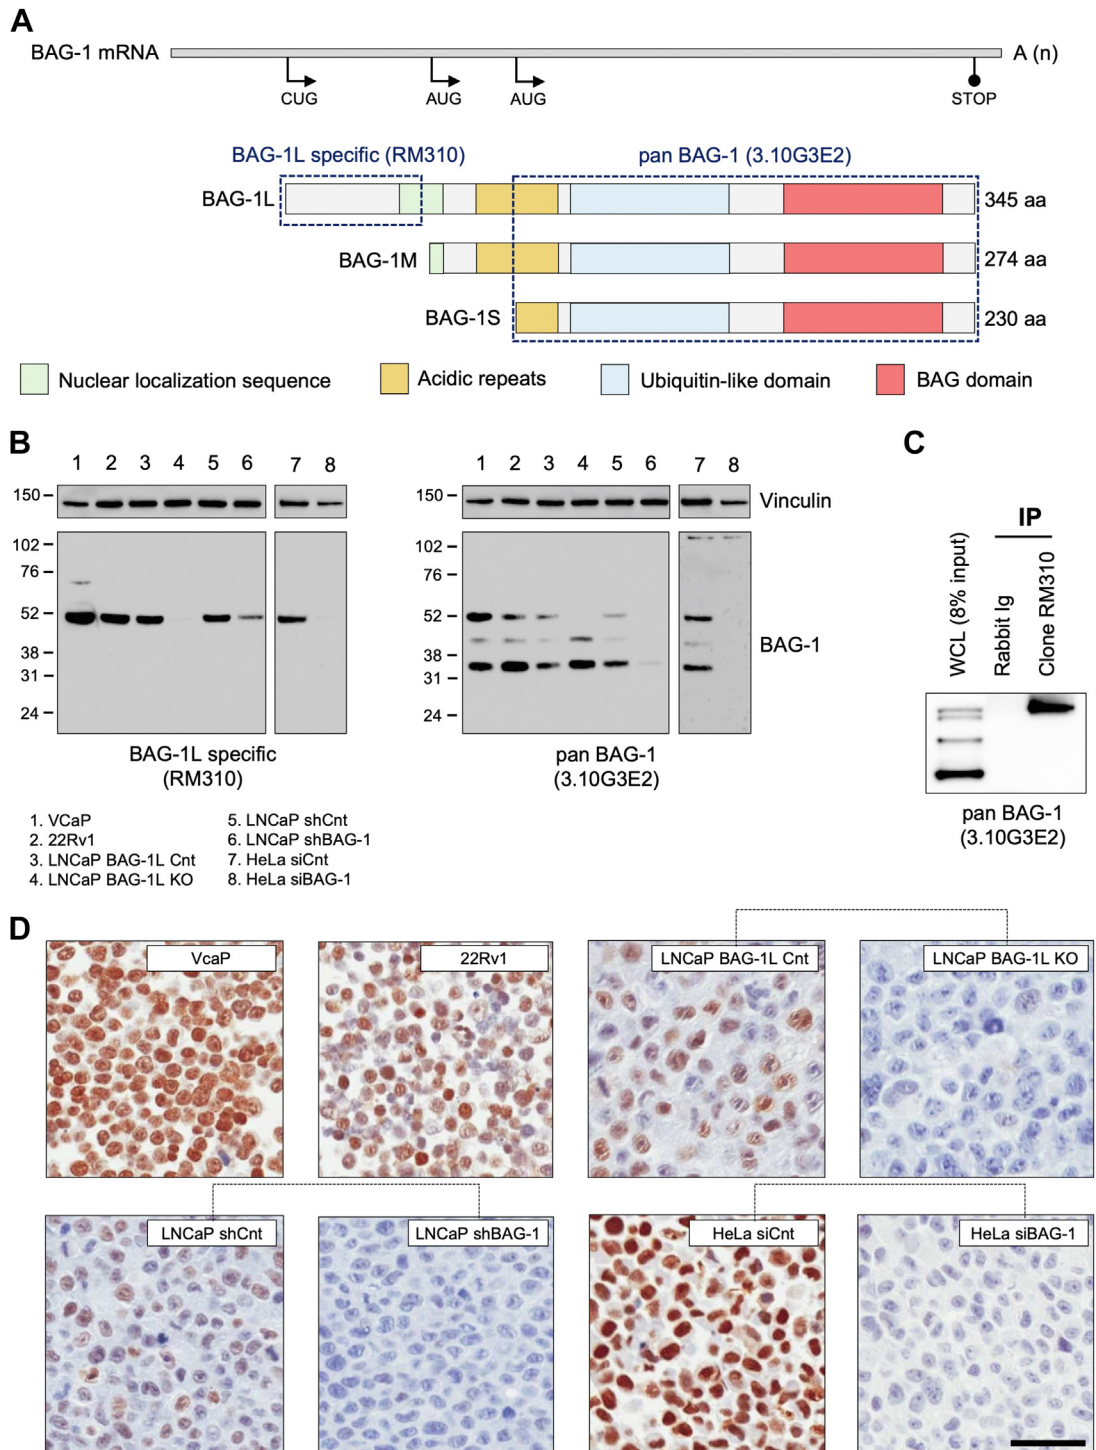 A
BAG-1 mRNA
A (n)
CUG
AUG
AUG
STOP
BAG-1L specific (RM310)
pan BAG-1 (3.10G3E2)
BAG-1L
345 aa
BAG-1M
274 aa
BAG-1S
230 aa
Nuclear localization sequence
Acidic repeats
Ubiquitin-like domain
BAG domain
B
1 2 3 4 5 6 7 8
150
102
76
52
38
31
24
BAG-1L specific
(RM310)
1 2 3 4 5 6 7 8
150
Vinculin
102
76
52
38
31
24
BAG-1
pan BAG-1
(3.10G3E2)
1. VCaP
2. 22Rv1
3. LNCaP BAG-1L Cnt
4. LNCaP BAG-1L KO
5. LNCaP shCnt
6. LNCaP shBAG-1
7. HeLa siCnt
8. HeLa siBAG-1
C
IP
WCL (8% input)
Rabbit Ig
Clone RM310
pan BAG-1
(3.10G3E2)
D
VcaP
22Rv1
LNCaP BAG-1L Cnt
LNCaP BAG-1L KO
LNCaP shCnt
LNCaP shBAG-1
HeLa siCnt
HeLa siBAG-1